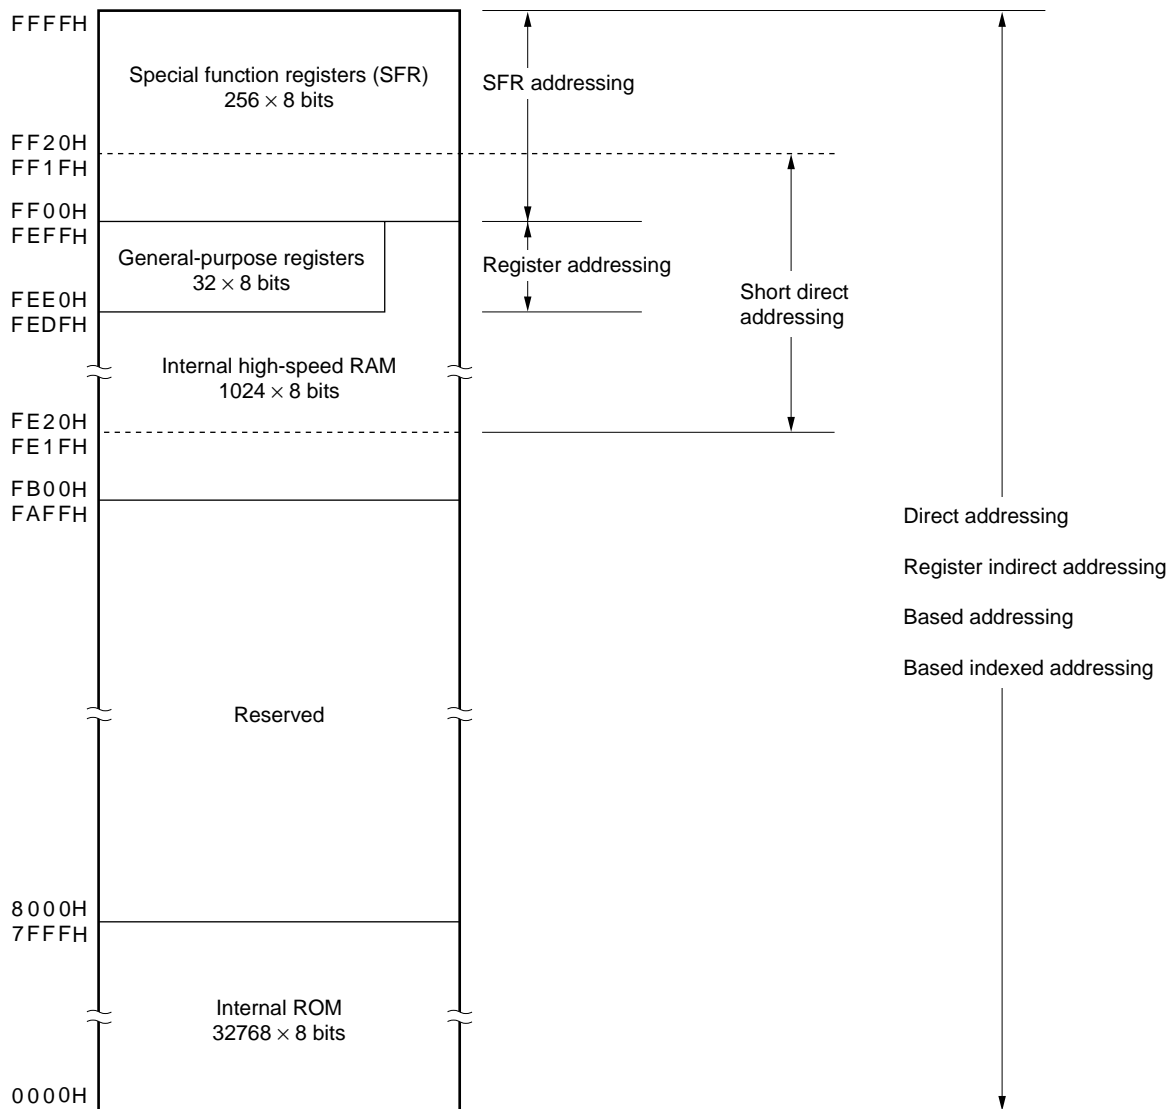 FFFFH
Special function registers (SFR)
256 × 8 bits
SFR addressing
FF20H
FF1FH
FF00H
FEFFH
General-purpose registers
32 × 8 bits
Register addressing
FEE0H
FEDFH
Short direct
addressing
Internal high-speed RAM
1024 × 8 bits
FE20H
FE1FH
FB00H
FAFFH
Direct addressing
Register indirect addressing
Based addressing
Based indexed addressing
Reserved
8000H
7FFFH
Internal ROM
32768 × 8 bits
0000H